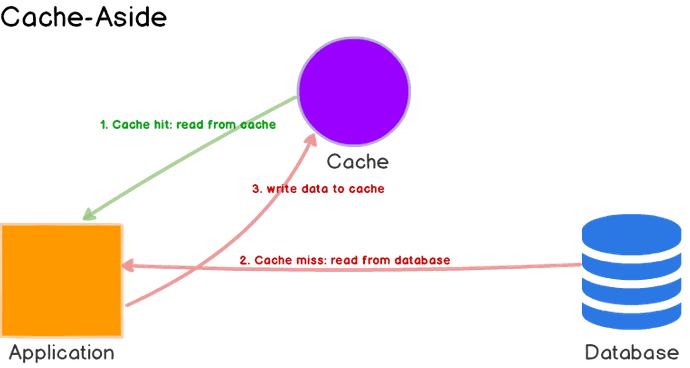 Cache-Aside
1. Cache hit: read from cache
Cache
3. write data to cache
2. Cache miss: read from database
Application
Database